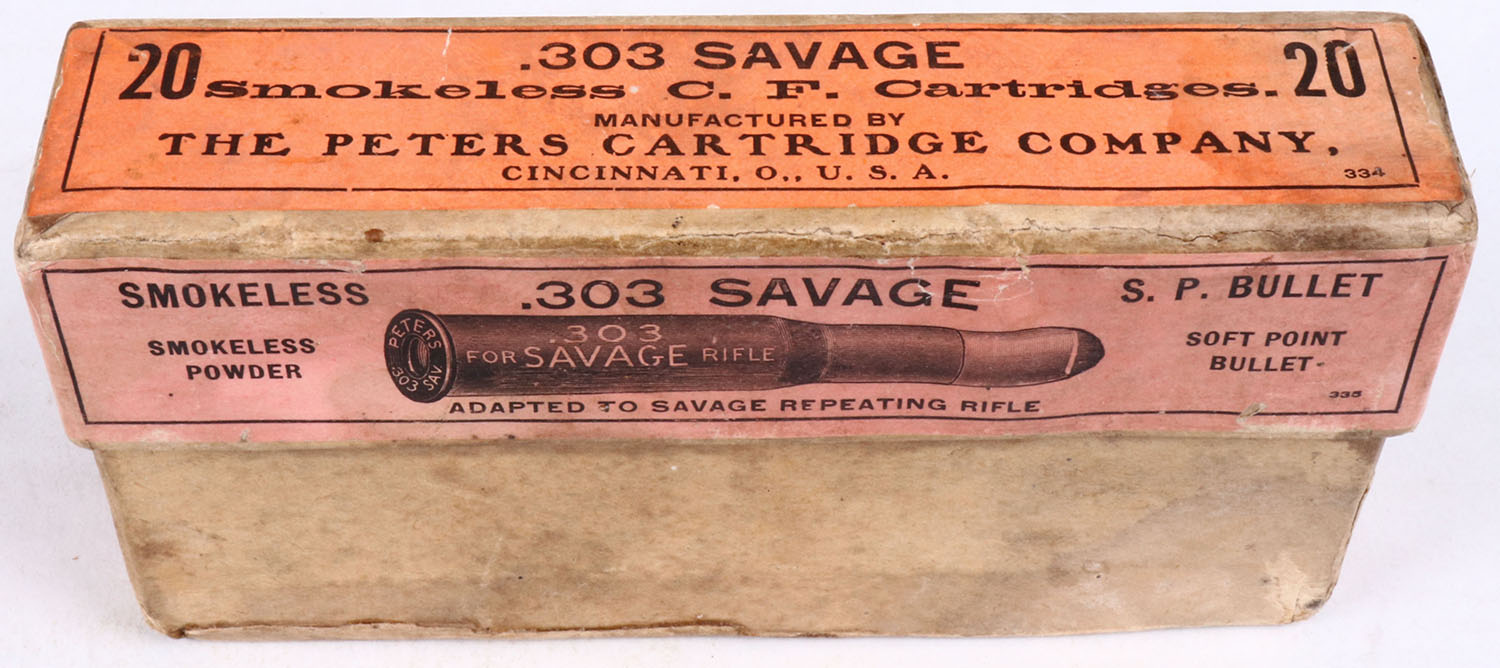 20 .303 SAVAGE 20
Smokeless C. F. Cartridges.
MANUFACTURED BY
THE PETERS CARTRIDGE COMPANY,
CINCINNATI, O., U. S. A.
334
SMOKELESS .303 SAVAGE S. P. BULLET
SMOKELESS
POWDER
PETERS
.303 SAV
.303
FOR SAVAGE RIFLE
SOFT POINT
BULLET
ADAPTED TO SAVAGE REPEATING RIFLE
335